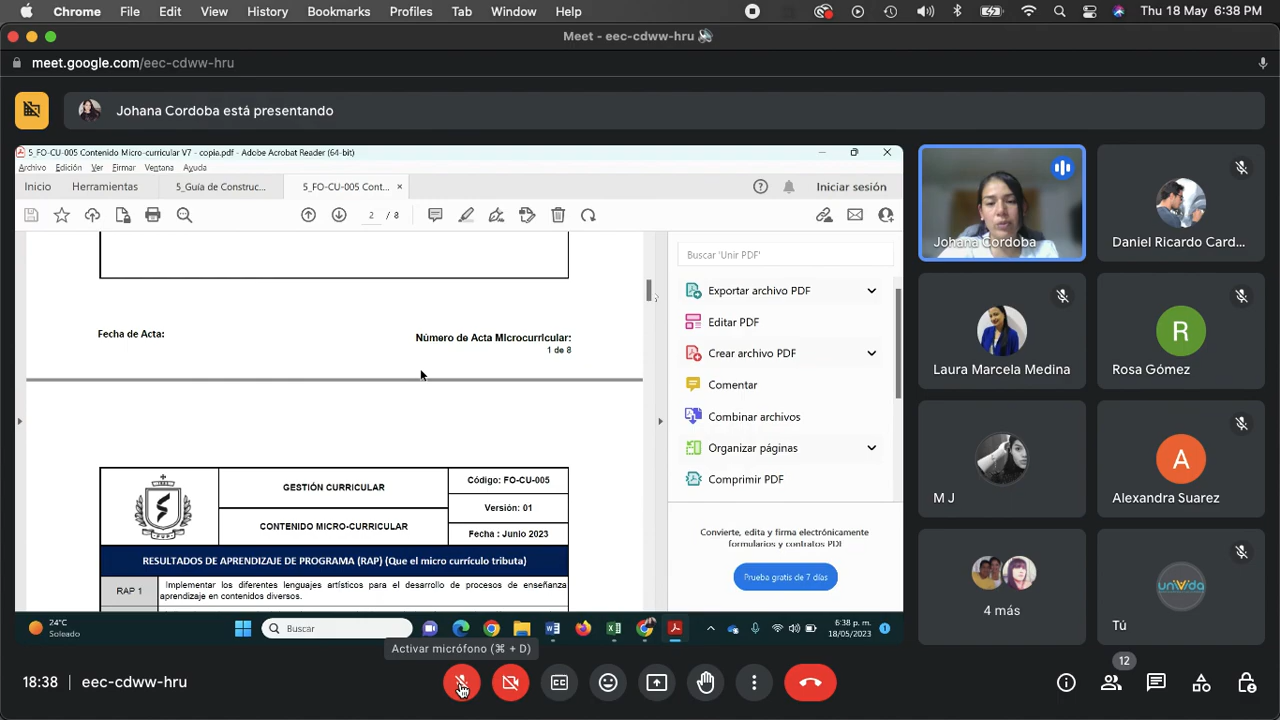 Chrome File Edit View History Bookmarks Profiles Tab Window Help Thu 18 May 6:38 PM
Meet - eec-cdww-hru
meet.google.com/eec-cdww-hru
Johana Cordoba está presentando
5_FO-CU-005 Contenido Micro-curricular V7 - copia.pdf - Adobe Acrobat Reader (64-bit)
Archivo Edición Ver Firmar Ventana Ayuda
Inicio Herramientas 5_Guía de Construc... 5_FO-CU-005 Cont... × Iniciar sesión
2 / 8
Buscar 'Unir PDF'
Exportar archivo PDF
Editar PDF
Crear archivo PDF
Comentar
Combinar archivos
Organizar páginas
Comprimir PDF
Convierte, edita y firma electrónicamente
formularios y contratos PDF
Prueba gratis de 7 días
Fecha de Acta:
Número de Acta Microcurricular:
1 de 8
GESTIÓN CURRICULAR
CONTENIDO MICRO-CURRICULAR
Código: FO-CU-005
Versión: 01
Fecha : Junio 2023
RESULTADOS DE APRENDIZAJE DE PROGRAMA (RAP) (Que el micro currículo tributa)
RAP 1
Implementar los diferentes lenguajes artísticos para el desarrollo de procesos de enseñanza
aprendizaje en contenidos diversos.
24°C
Soleado
Buscar
6:38 p. m.
18/05/2023
1
Activar micrófono (⌘ + D)
Johana Cordoba
Daniel Ricardo Card...
Laura Marcela Medina
R
Rosa Gómez
M J
A
Alexandra Suarez
4 más
univida
Tú
18:38 | eec-cdww-hru
12